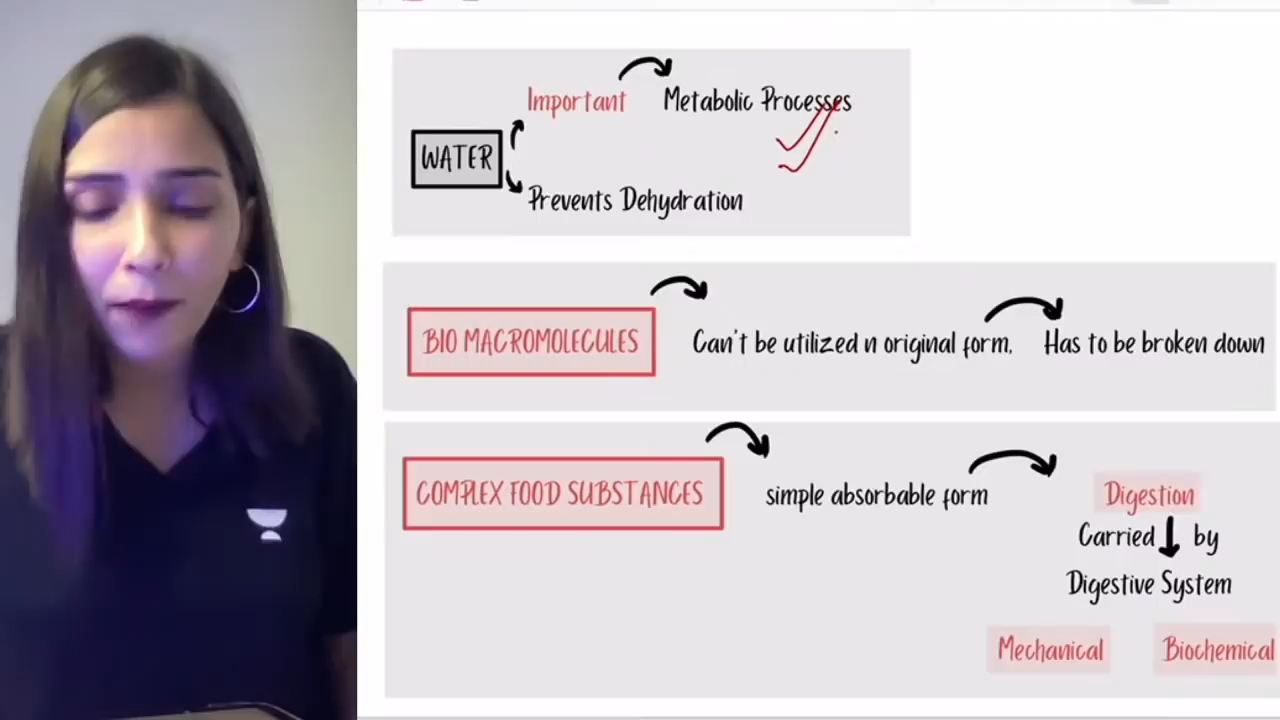 Important Metabolic Processes
WATER
Prevents Dehydration
BIO MACROMOLECULES Can't be utilized n original form. Has to be broken down
COMPLEX FOOD SUBSTANCES simple absorbable form Digestion
Carried by
Digestive System
Mechanical Biochemical